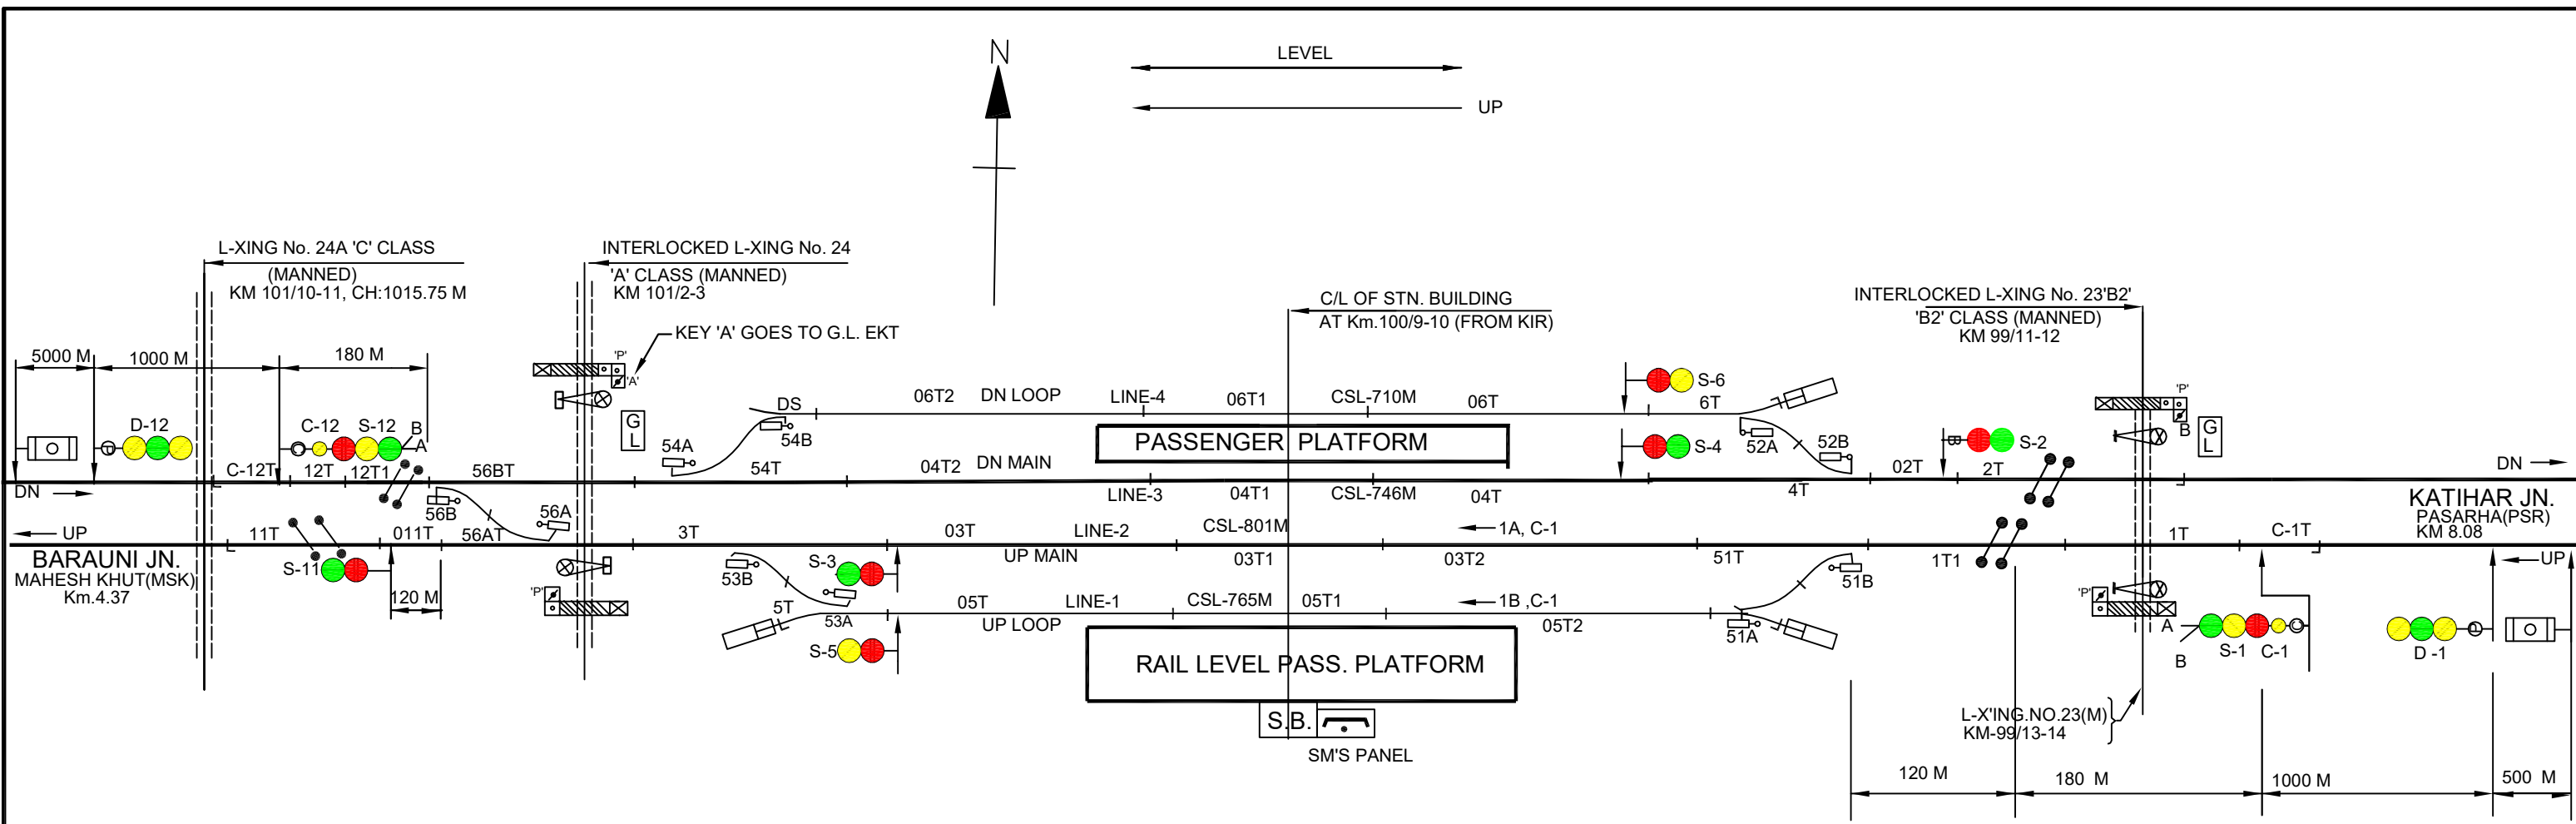 N
LEVEL
UP
L-XING No. 24A 'C' CLASS
(MANNED)
KM 101/10-11, CH:1015.75 M
INTERLOCKED L-XING No. 24
'A' CLASS (MANNED)
KM 101/2-3
KEY 'A' GOES TO G.L. EKT
C/L OF STN. BUILDING
AT Km.100/9-10 (FROM KIR)
INTERLOCKED L-XING No. 23'B2'
'B2' CLASS (MANNED)
KM 99/11-12
5000 M
1000 M
180 M
'P'
'A'
G
L
D-12
C-12
S-12
B
A
C-12T
12T
12T1
56BT
54A
54B
DS
54T
06T2
DN LOOP
LINE-4
06T1
CSL-710M
06T
S-6
6T
PASSENGER PLATFORM
S-4
52A
52B
S-2
'P'
B
G
L
DN
04T2
DN MAIN
LINE-3
04T1
CSL-746M
04T
4T
02T
2T
DN
KATIHAR JN.
PASARHA(PSR)
KM 8.08
56B
56A
UP
11T
011T
56AT
3T
03T
LINE-2
UP MAIN
CSL-801M
03T1
1A, C-1
03T2
51T
1T1
1T
C-1T
UP
BARAUNI JN.
MAHESH KHUT(MSK)
Km.4.37
S-11
120 M
'P'
53B
S-3
53A
5T
S-5
05T
LINE-1
UP LOOP
CSL-765M
05T1
1B ,C-1
05T2
51A
51B
'P'
A
B
S-1
C-1
D -1
RAIL LEVEL PASS. PLATFORM
S.B.
SM'S PANEL
L-X'ING.NO.23(M)
KM-99/13-14
120 M
180 M
1000 M
500 M